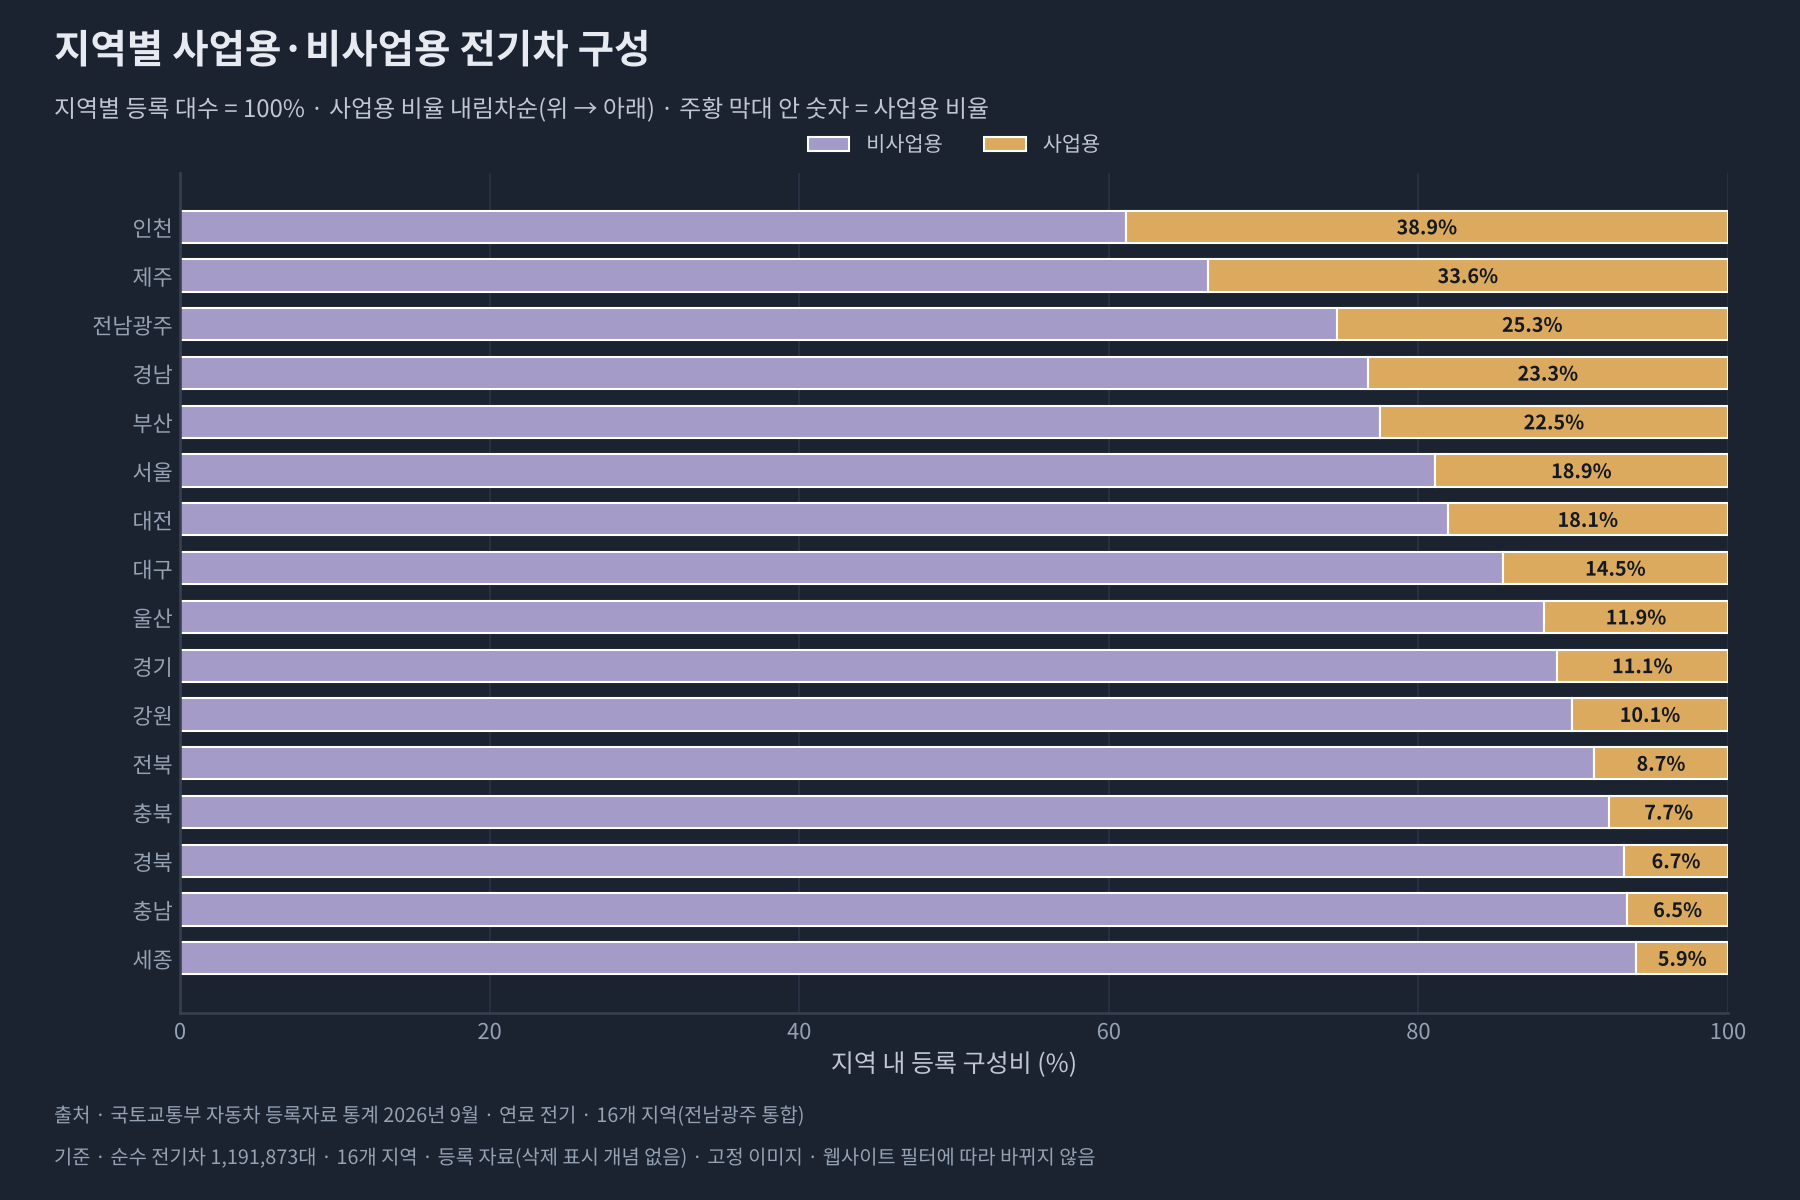 지역별 사업용·비사업용 전기차 구성
지역별 등록 대수 = 100% · 사업용 비율 내림차순(위 → 아래) · 주황 막대 안 숫자 = 사업용 비율
비사업용 사업용
인천 38.9%
제주 33.6%
전남광주 25.3%
경남 23.3%
부산 22.5%
서울 18.9%
대전 18.1%
대구 14.5%
울산 11.9%
경기 11.1%
강원 10.1%
전북 8.7%
충북 7.7%
경북 6.7%
충남 6.5%
세종 5.9%
0 20 40 60 80 100
지역 내 등록 구성비 (%)
출처 · 국토교통부 자동차 등록자료 통계 2026년 9월 · 연료 전기 · 16개 지역(전남광주 통합)
기준 · 순수 전기차 1,191,873대 · 16개 지역 · 등록 자료(삭제 표시 개념 없음) · 고정 이미지 · 웹사이트 필터에 따라 바뀌지 않음